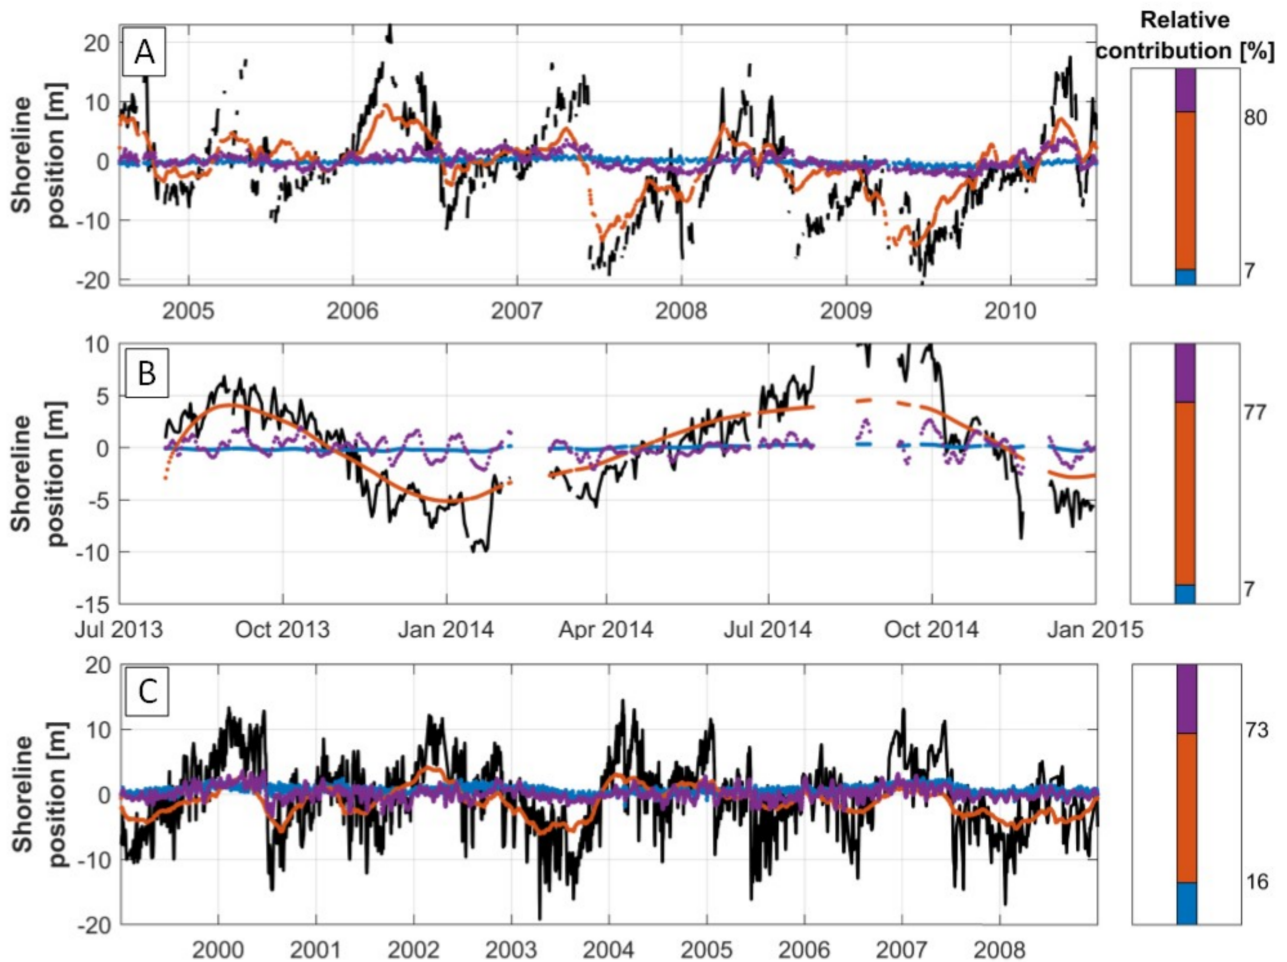 Relative
contribution [%]
A
Shoreline
position [m]
20
10
0
-10
-20
2005 2006 2007 2008 2009 2010
80
7
B
Shoreline
position [m]
10
5
0
-5
-10
-15
Jul 2013 Oct 2013 Jan 2014 Apr 2014 Jul 2014 Oct 2014 Jan 2015
77
7
C
Shoreline
position [m]
20
10
0
-10
-20
2000 2001 2002 2003 2004 2005 2006 2007 2008
73
16